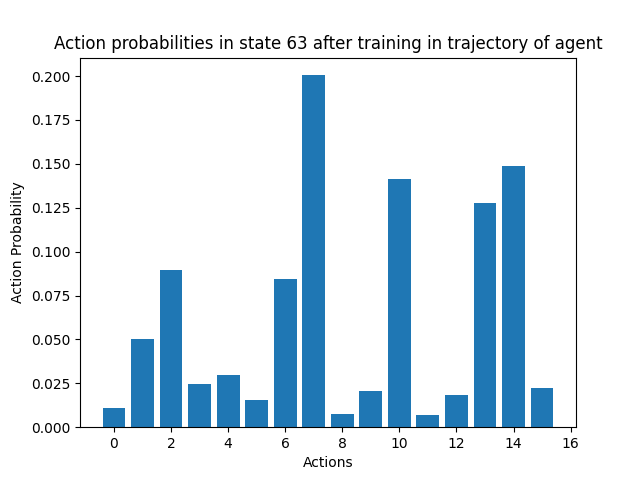 Action probabilities in state 63 after training in trajectory of agent
Action Probability
0.200
0.175
0.150
0.125
0.100
0.075
0.050
0.025
0.000
0 2 4 6 8 10 12 14 16
Actions